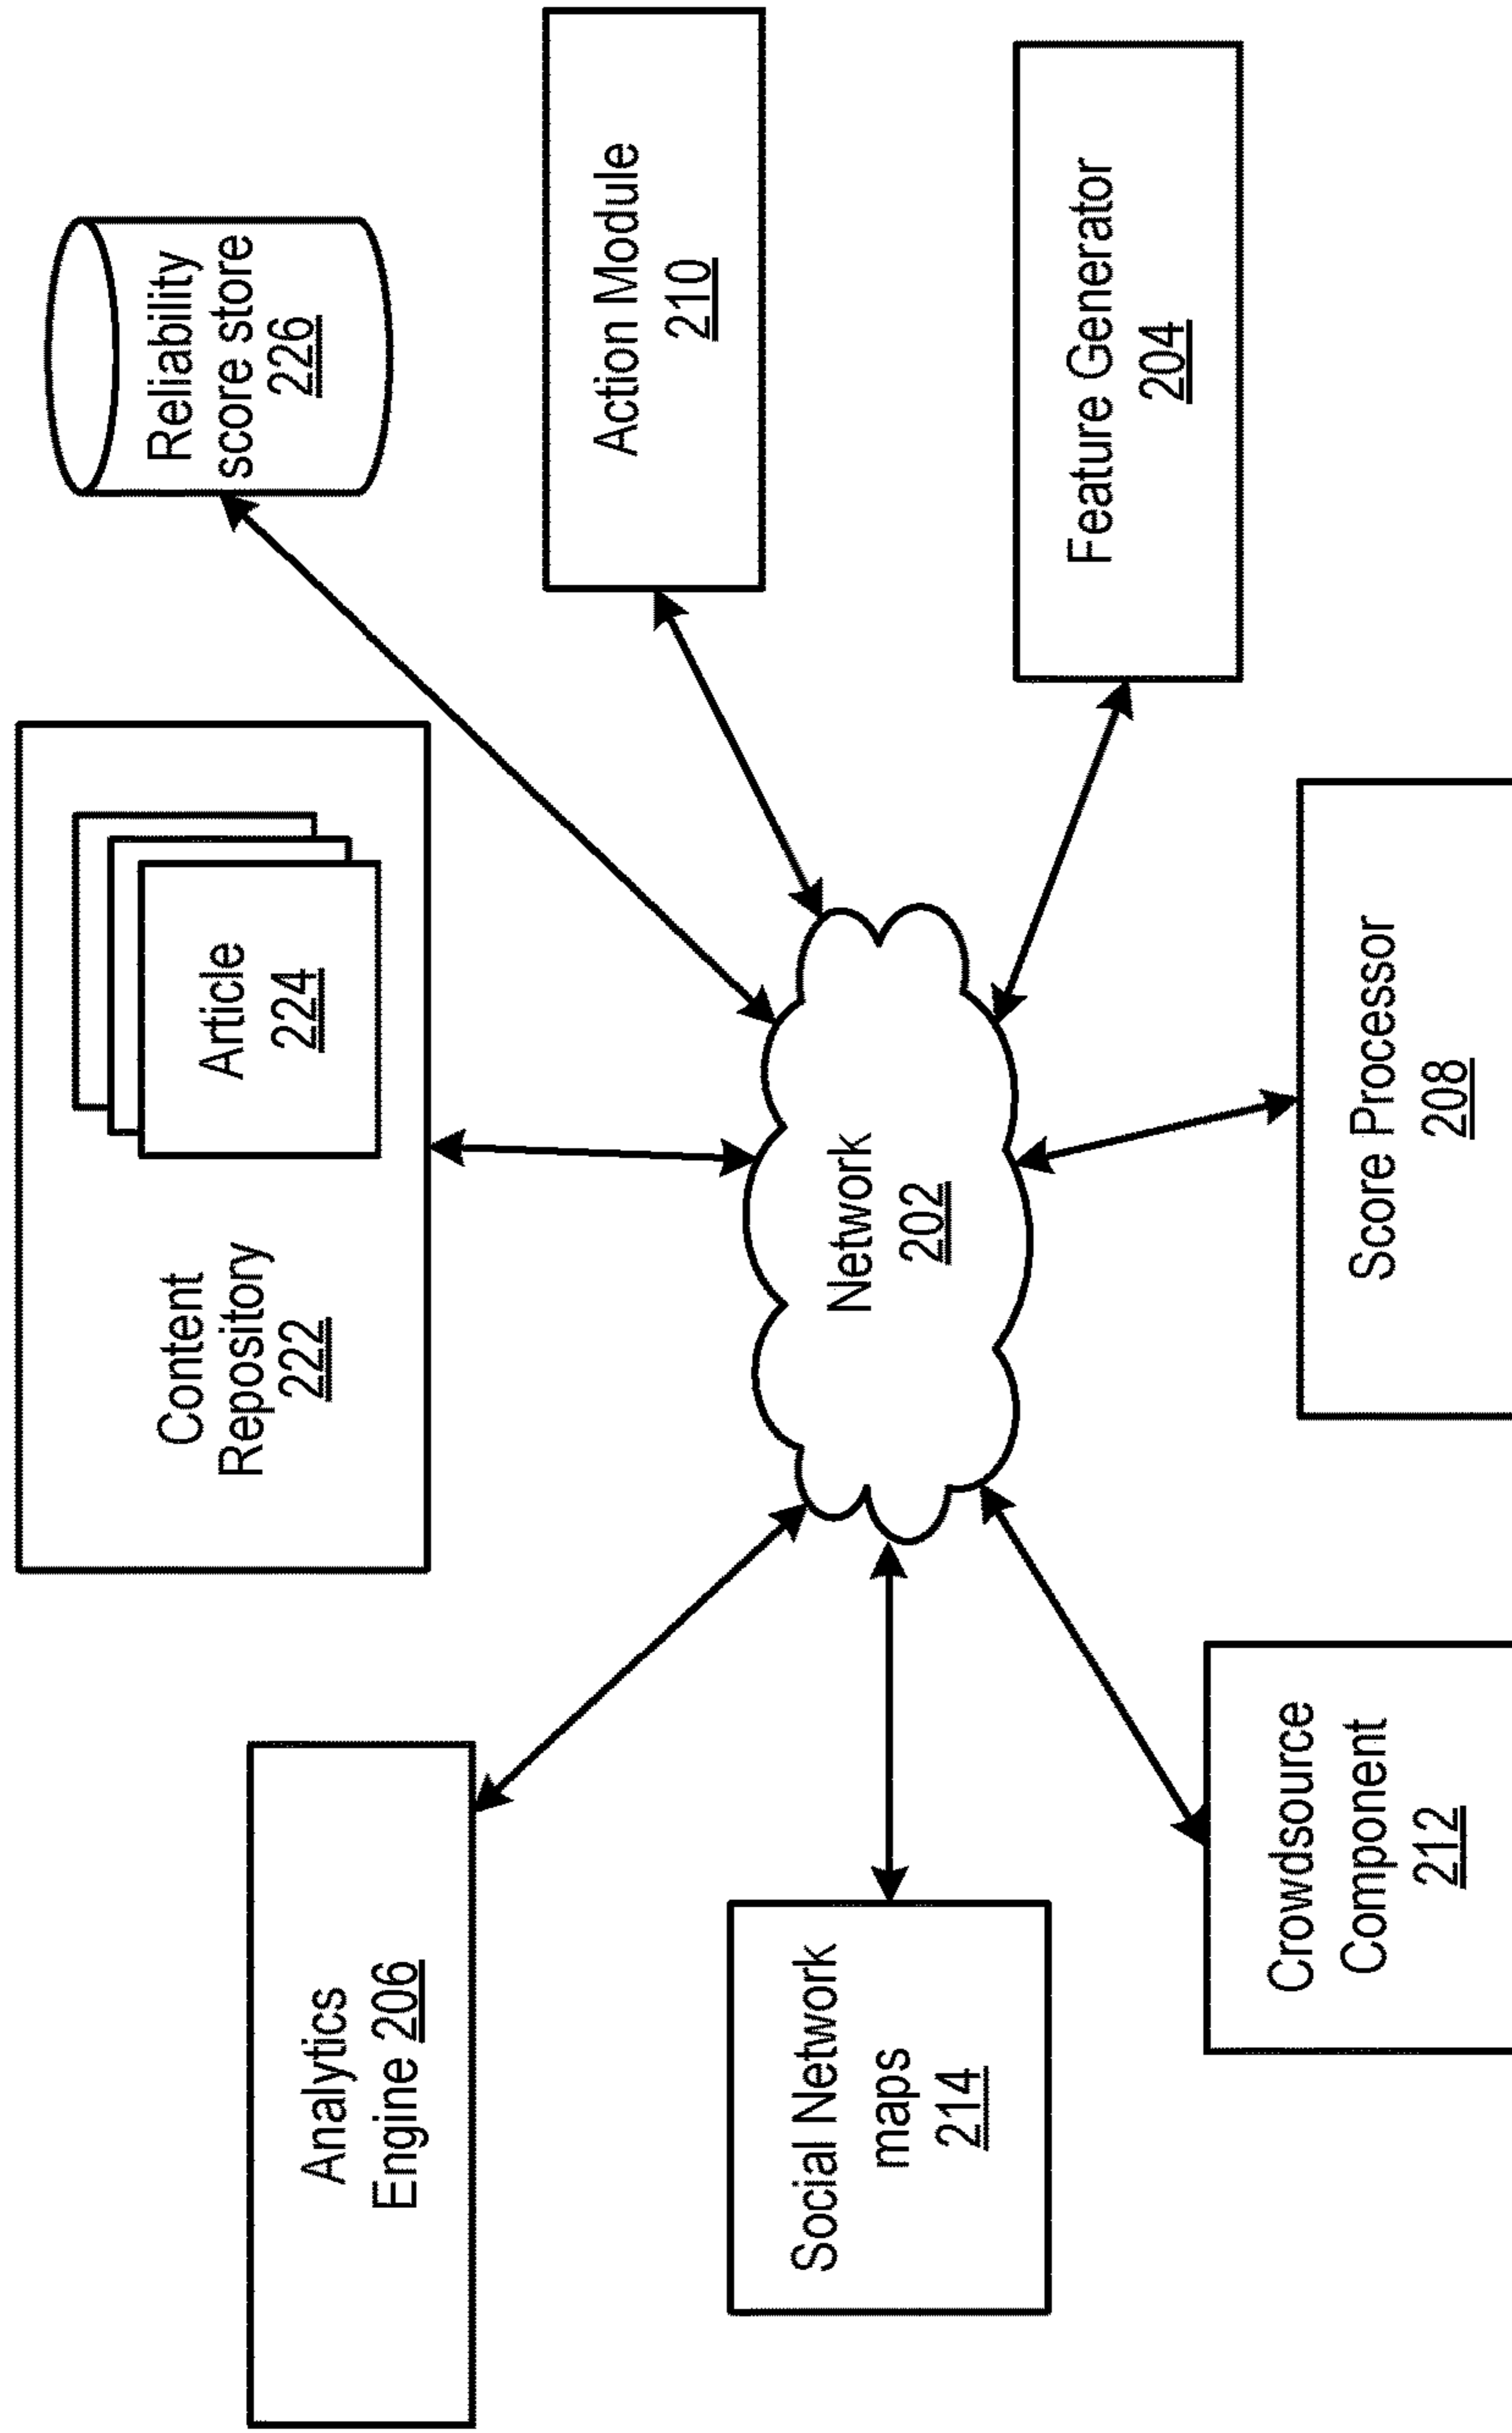 Analytics
Engine 206
Content
Repository
222
Article
224
Reliability
score store
226
Social Network
maps
214
Network
202
Action Module
210
Crowdsource
Component
212
Score Processor
208
Feature Generator
204